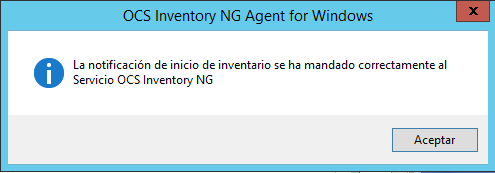 OCS Inventory NG Agent for Windows
La notificación de inicio de inventario se ha mandado correctamente al
Servicio OCS Inventory NG
Aceptar